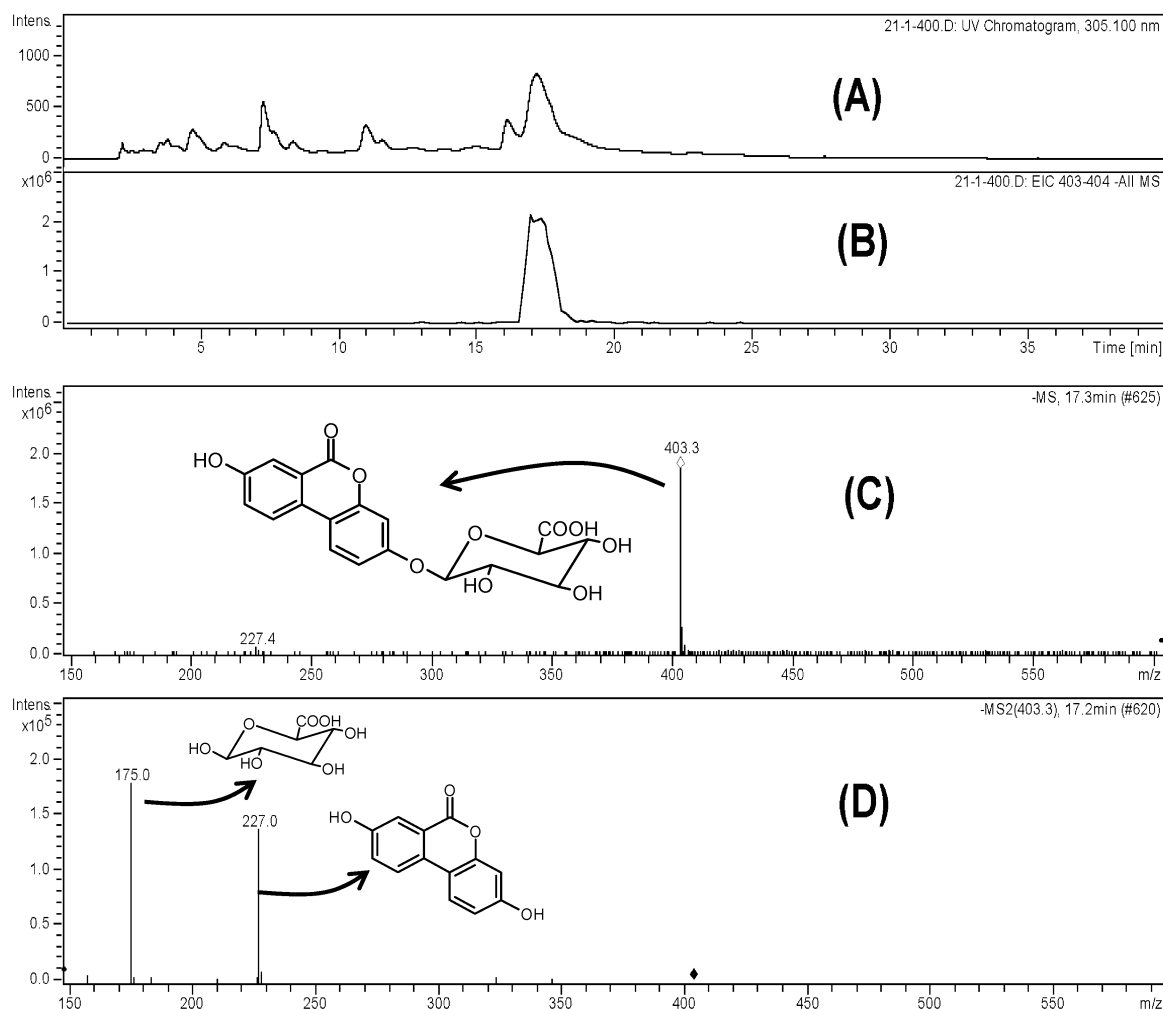 Intens.
21-1-400.D: UV Chromatogram, 305.100 nm
1000
500
0
(A)
x10^6
21-1-400.D: EIC 403-404 -All MS
2
1
0
(B)
5 10 15 20 25 30 35 Time [min]
Intens.
x10^6
-MS, 17.3min (#625)
2.0
1.5
1.0
0.5
0.0
403.3
227.4
(C)
O
HO
O
O
COOH
OH
O
HO
OH
150 200 250 300 350 400 450 500 550 m/z
Intens.
x10^5
-MS2(403.3), 17.2min (#620)
2.0
1.5
1.0
0.5
0.0
175.0
227.0
(D)
O
COOH
OH
HO
HO
OH
O
HO
O
OH
150 200 250 300 350 400 450 500 550 m/z